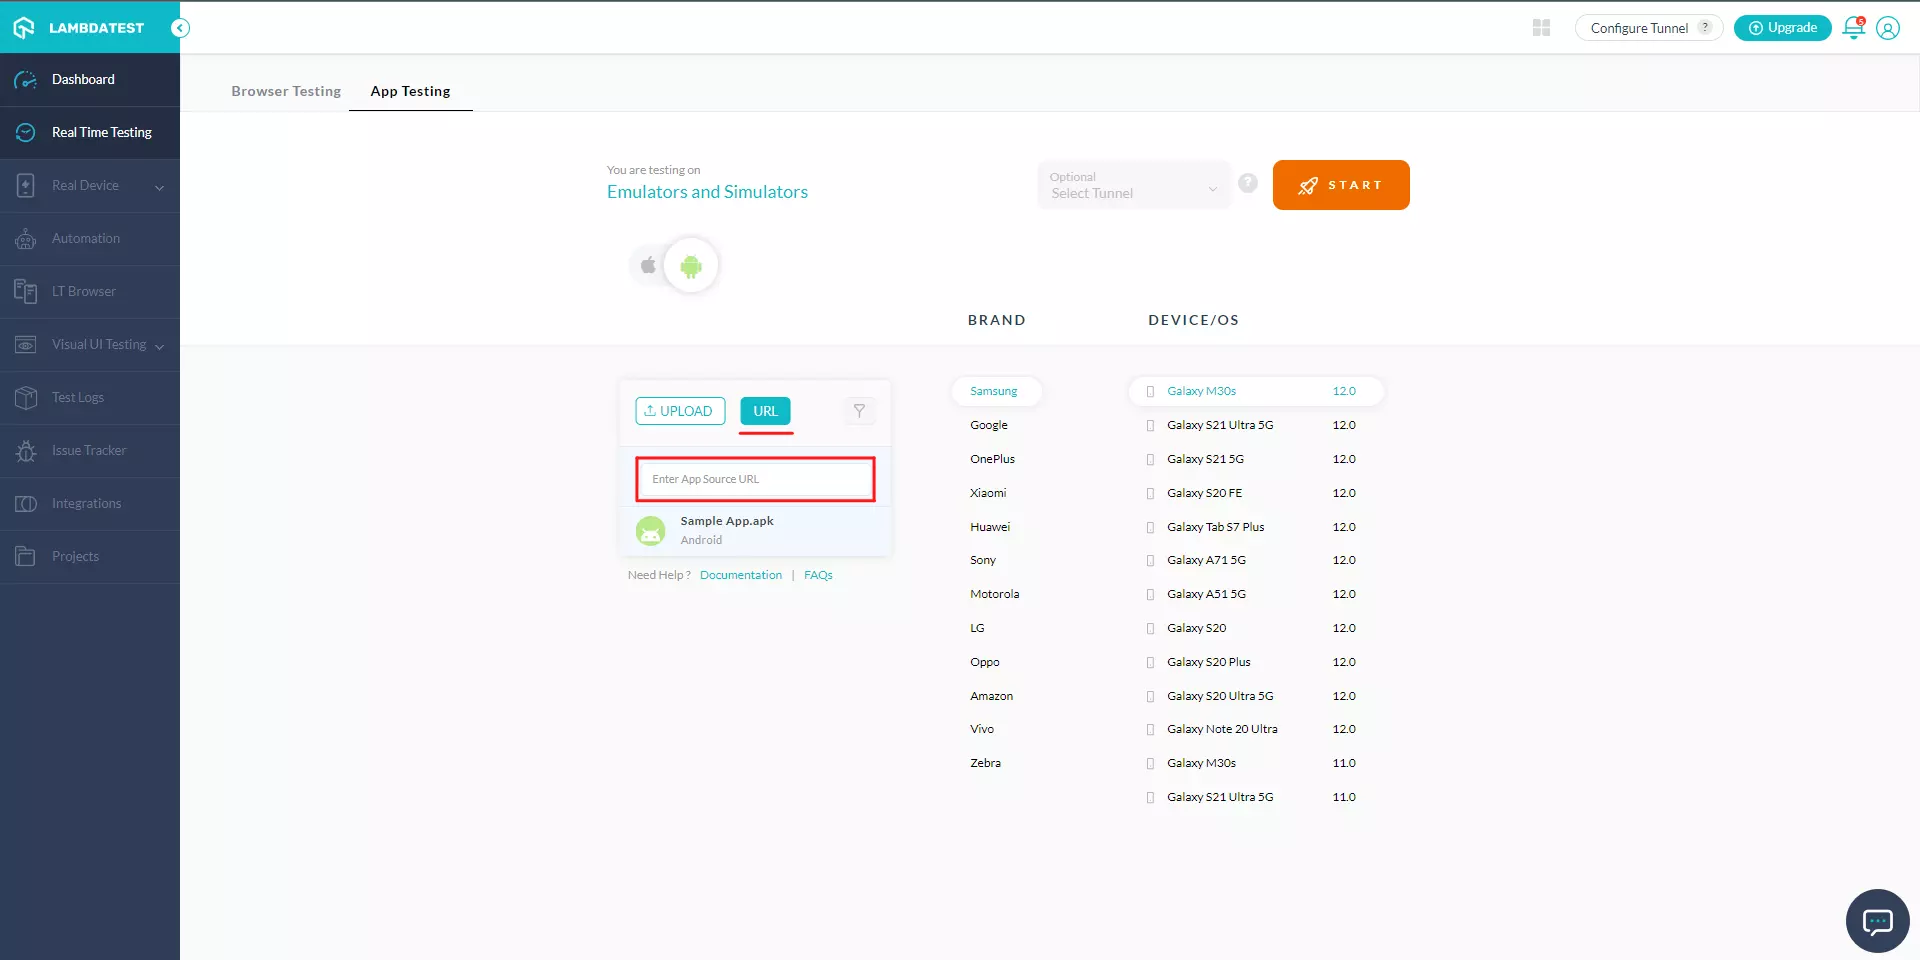 LAMBDATEST
Configure Tunnel ?
Upgrade
5
Dashboard
Real Time Testing
Real Device
Automation
LT Browser
Visual UI Testing
Test Logs
Issue Tracker
Integrations
Projects
Browser Testing App Testing
You are testing on
Emulators and Simulators
Optional
Select Tunnel
?
START
BRAND DEVICE/OS
UPLOAD URL
Enter App Source URL
Sample App.apk
Android
Need Help ? Documentation | FAQs
Samsung
Google
OnePlus
Xiaomi
Huawei
Sony
Motorola
LG
Oppo
Amazon
Vivo
Zebra
Galaxy M30s 12.0
Galaxy S21 Ultra 5G 12.0
Galaxy S21 5G 12.0
Galaxy S20 FE 12.0
Galaxy Tab S7 Plus 12.0
Galaxy A71 5G 12.0
Galaxy A51 5G 12.0
Galaxy S20 12.0
Galaxy S20 Plus 12.0
Galaxy S20 Ultra 5G 12.0
Galaxy Note 20 Ultra 12.0
Galaxy M30s 11.0
Galaxy S21 Ultra 5G 11.0